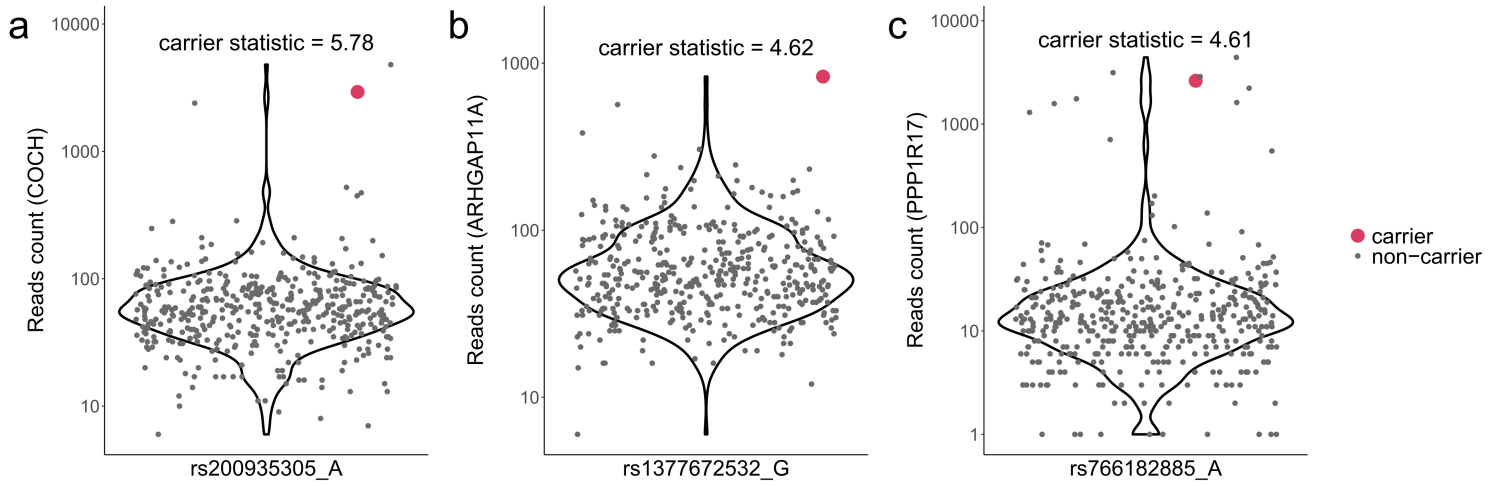 a
carrier statistic = 5.78
Reads count (COCH)
10000
1000
100
10
rs200935305_A
b
carrier statistic = 4.62
Reads count (ARHGAP11A)
1000
100
10
rs1377672532_G
c
carrier statistic = 4.61
Reads count (PPP1R17)
10000
1000
100
10
1
rs766182885_A
carrier
non−carrier